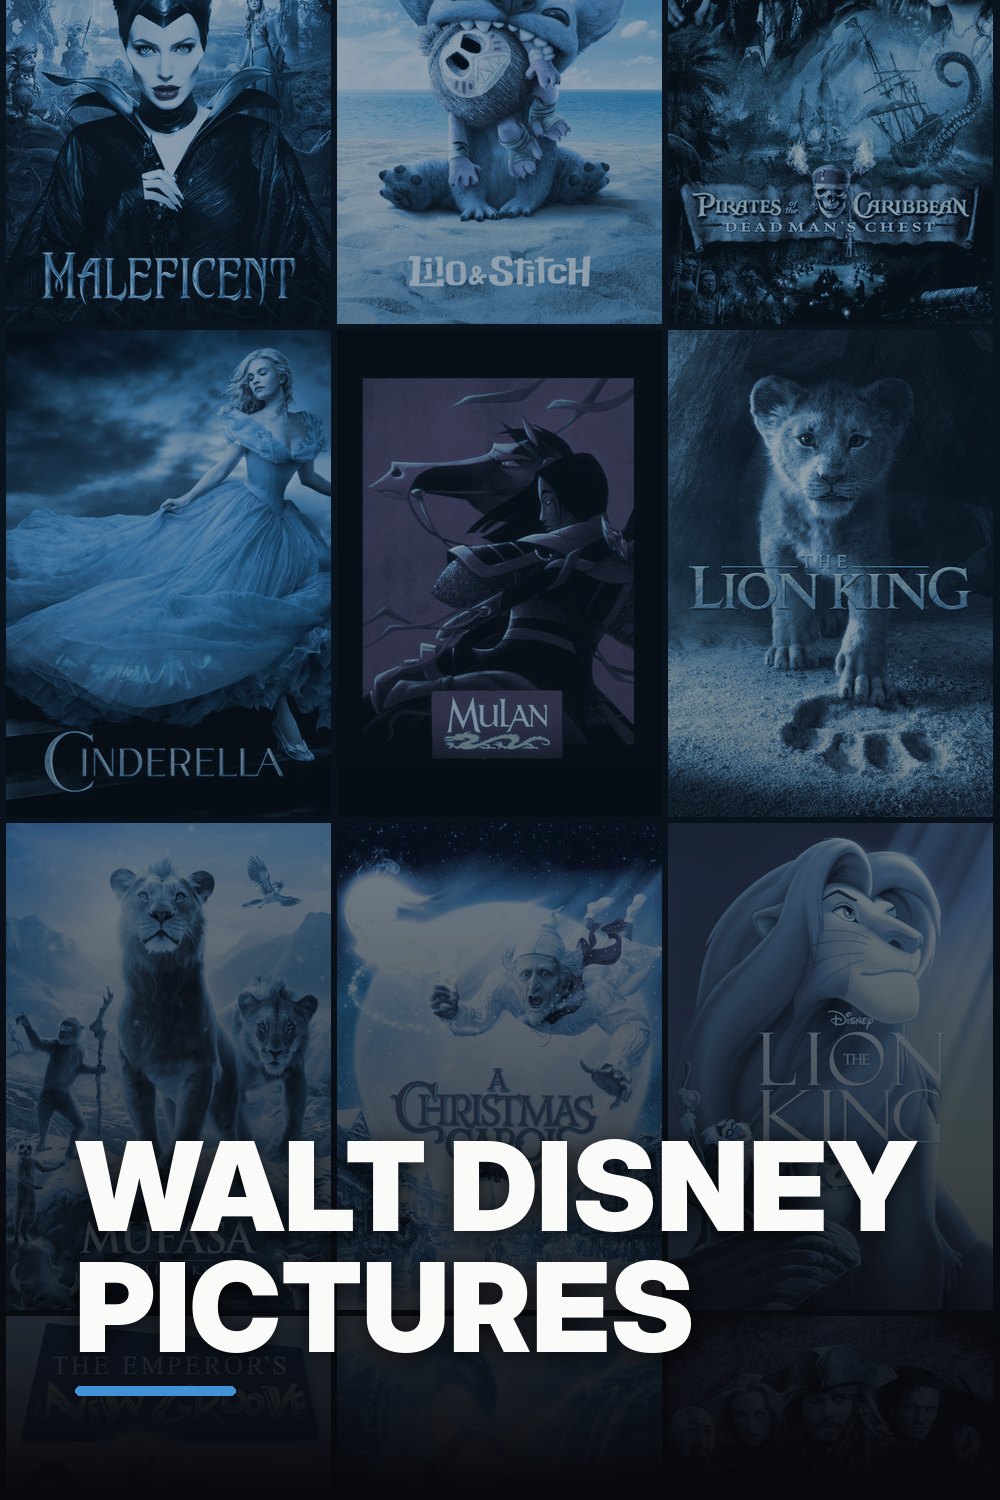 MALEFICENT
LILO & STITCH
PIRATES of the CARIBBEAN
DEAD MAN'S CHEST
CINDERELLA
MULAN
THE
LION KING
MUFASA
A
CHRISTMAS
CAROL
Disney
THE
LION
KING
WALT DISNEY
PICTURES
THE EMPEROR'S
NEW GROOVE